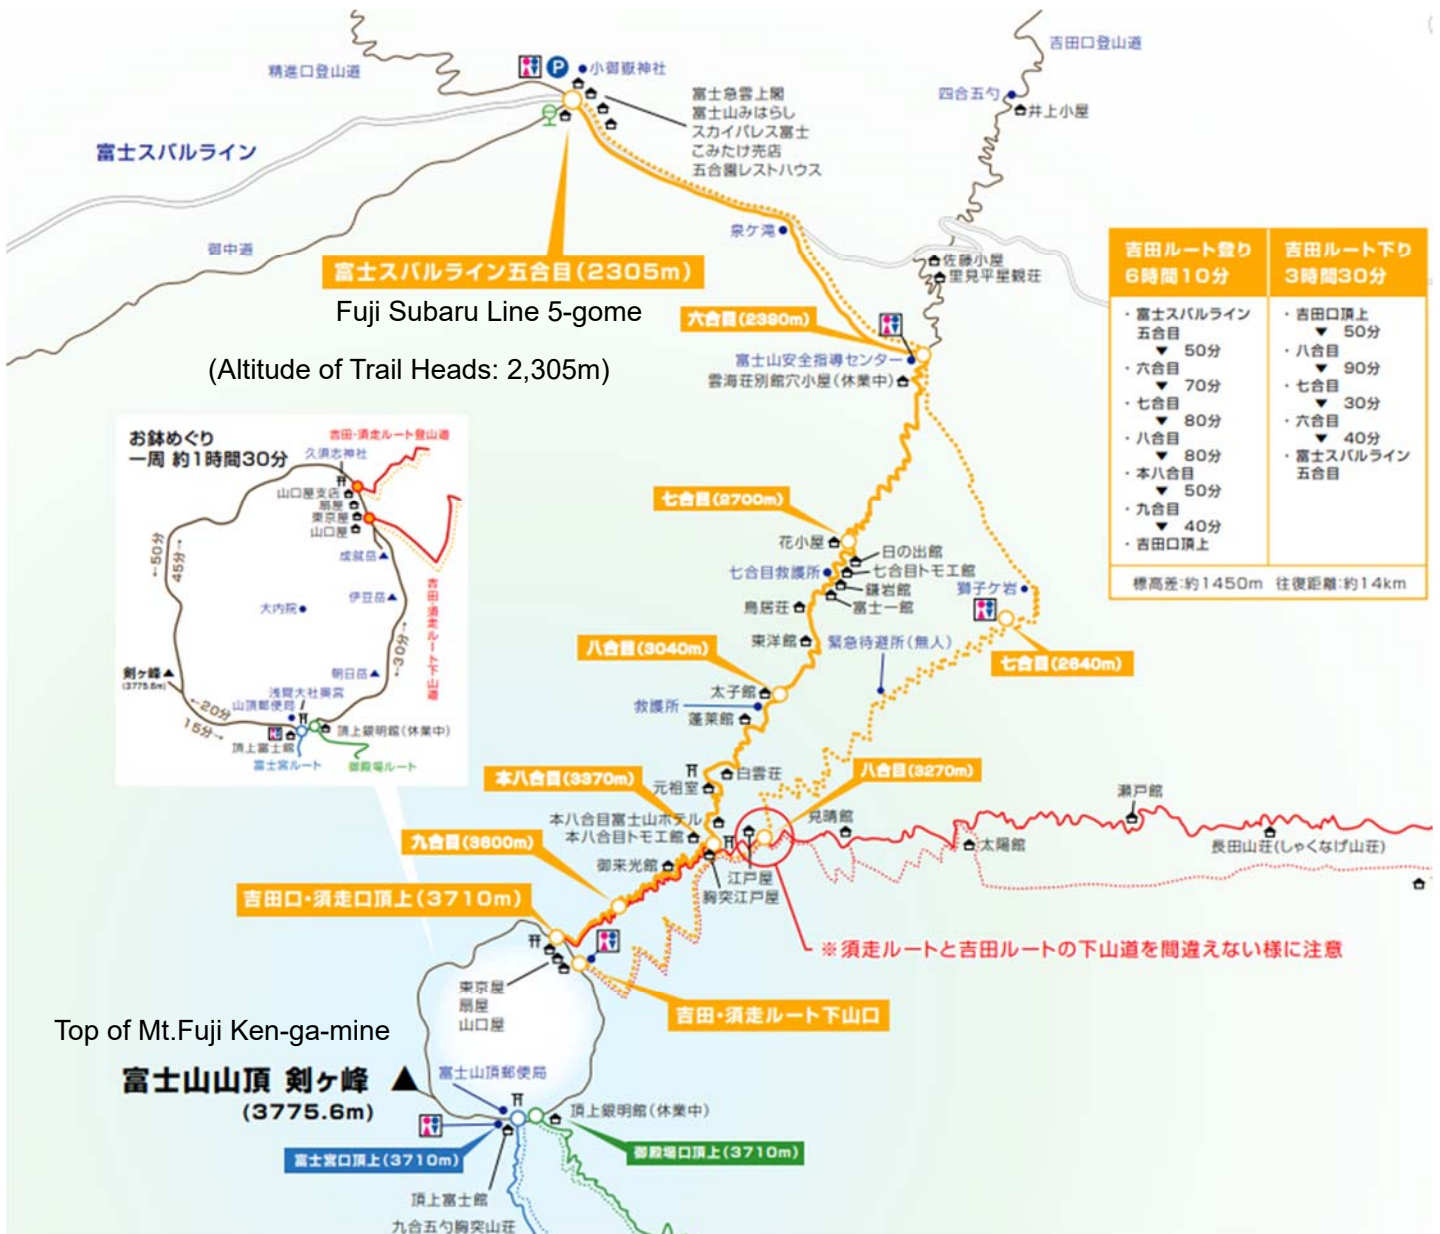 精進口登山道
P
小御嶽神社
富士急雲上閣
富士山みはらし
スカイパレス富士
こみたけ売店
五合園レストハウス
吉田口登山道
四合五勺
井上小屋
富士スバルライン
御中道
泉ケ滝
佐藤小屋
里見平星観荘
富士スバルライン五合目(2305m)
Fuji Subaru Line 5-gome
(Altitude of Trail Heads: 2,305m)
六合目(2390m)
富士山安全指導センター
雲海荘別館穴小屋(休業中)
吉田ルート登り
6時間10分
・富士スバルライン
五合目
▼ 50分
・六合目
▼ 70分
・七合目
▼ 80分
・八合目
▼ 80分
・本八合目
▼ 50分
・九合目
▼ 40分
・吉田口頂上
吉田ルート下り
3時間30分
・吉田口頂上
▼ 50分
・八合目
▼ 90分
・七合目
▼ 30分
・六合目
▼ 40分
・富士スバルライン
五合目
標高差:約1450m 往復距離:約14km
お鉢めぐり
一周 約1時間30分
吉田・須走ルート登山道
久須志神社
山口屋支店
扇屋
東京屋
山口屋
成就岳▲
伊豆岳▲
朝日岳▲
大内院
←50分
45分→
←30分→
吉田・須走ルート下山道
剣ヶ峰▲
(3775.6m)
浅間大社奥宮
←20分
15分→
山頂郵便局
頂上富士館
頂上銀明館(休業中)
富士宮ルート
御殿場ルート
七合目(2700m)
花小屋
日の出館
七合目救護所
七合目トモエ館
鎌岩館
富士一館
鳥居荘
東洋館
獅子ケ岩
緊急待避所(無人)
七合目(2640m)
八合目(3040m)
太子館
救護所
蓬莱館
白雲荘
元祖室
本八合目(3370m)
本八合目富士山ホテル
本八合目トモエ館
八合目(3270m)
見晴館
瀬戸館
太陽館
長田山荘(しゃくなげ山荘)
九合目(3600m)
御来光館
江戸屋
胸突江戸屋
吉田口・須走口頂上(3710m)
※須走ルートと吉田ルートの下山道を間違えない様に注意
東京屋
扇屋
山口屋
吉田・須走ルート下山口
Top of Mt.Fuji Ken-ga-mine
富士山山頂 剣ヶ峰 ▲
(3775.6m)
富士山頂郵便局
頂上銀明館(休業中)
富士宮口頂上(3710m)
御殿場口頂上(3710m)
頂上富士館
九合五勺胸突山荘